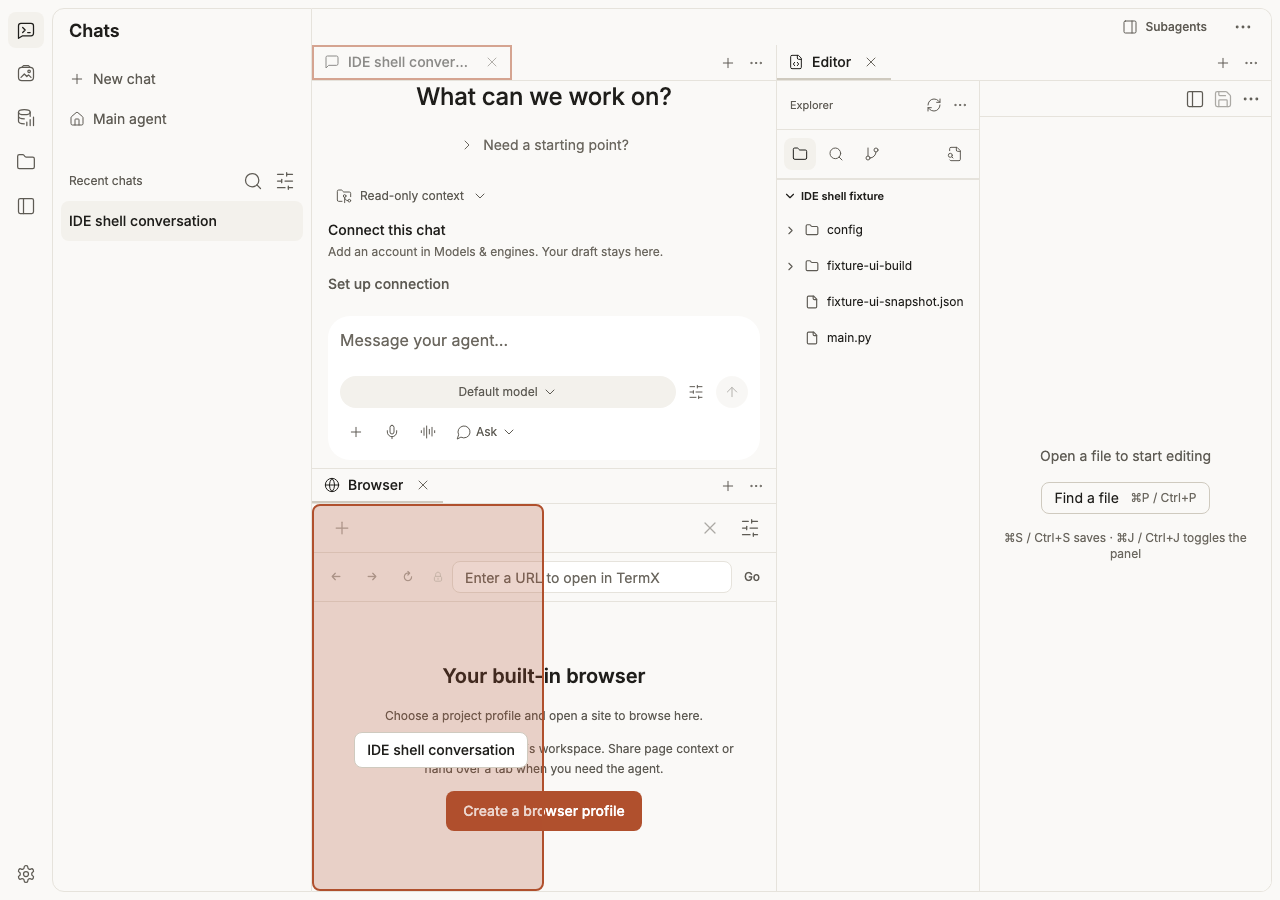 Chats
New chat
Main agent
Recent chats
IDE shell conversation
Subagents
IDE shell conver...
What can we work on?
Need a starting point?
Read-only context
Connect this chat
Add an account in Models & engines. Your draft stays here.
Set up connection
Message your agent...
Default model
Ask
Browser
Enter a URL to open in TermX
Go
Your built-in browser
Choose a project profile and open a site to browse here.
IDE shell conversation
s workspace. Share page context or
hand over a tab when you need the agent.
Create a browser profile
Editor
Explorer
IDE shell fixture
config
fixture-ui-build
fixture-ui-snapshot.json
main.py
Open a file to start editing
Find a file ⌘P / Ctrl+P
⌘S / Ctrl+S saves · ⌘J / Ctrl+J toggles the
panel